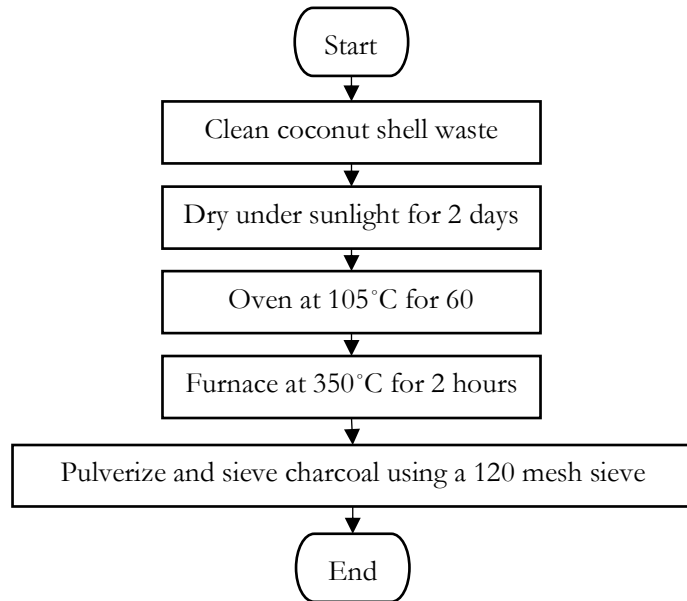 Start
Clean coconut shell waste
Dry under sunlight for 2 days
Oven at 105°C for 60
Furnace at 350°C for 2 hours
Pulverize and sieve charcoal using a 120 mesh sieve
End